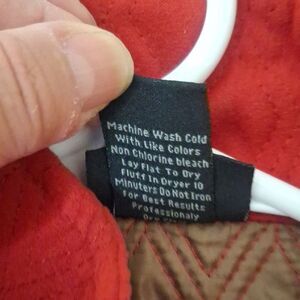 Machine Wash Cold
With Like Colors
Non Chlorine bleach
Lay Flat To Dry
Fluff In Dryer 10
Minuters Do Not Iron
For Best Results
Professionaly